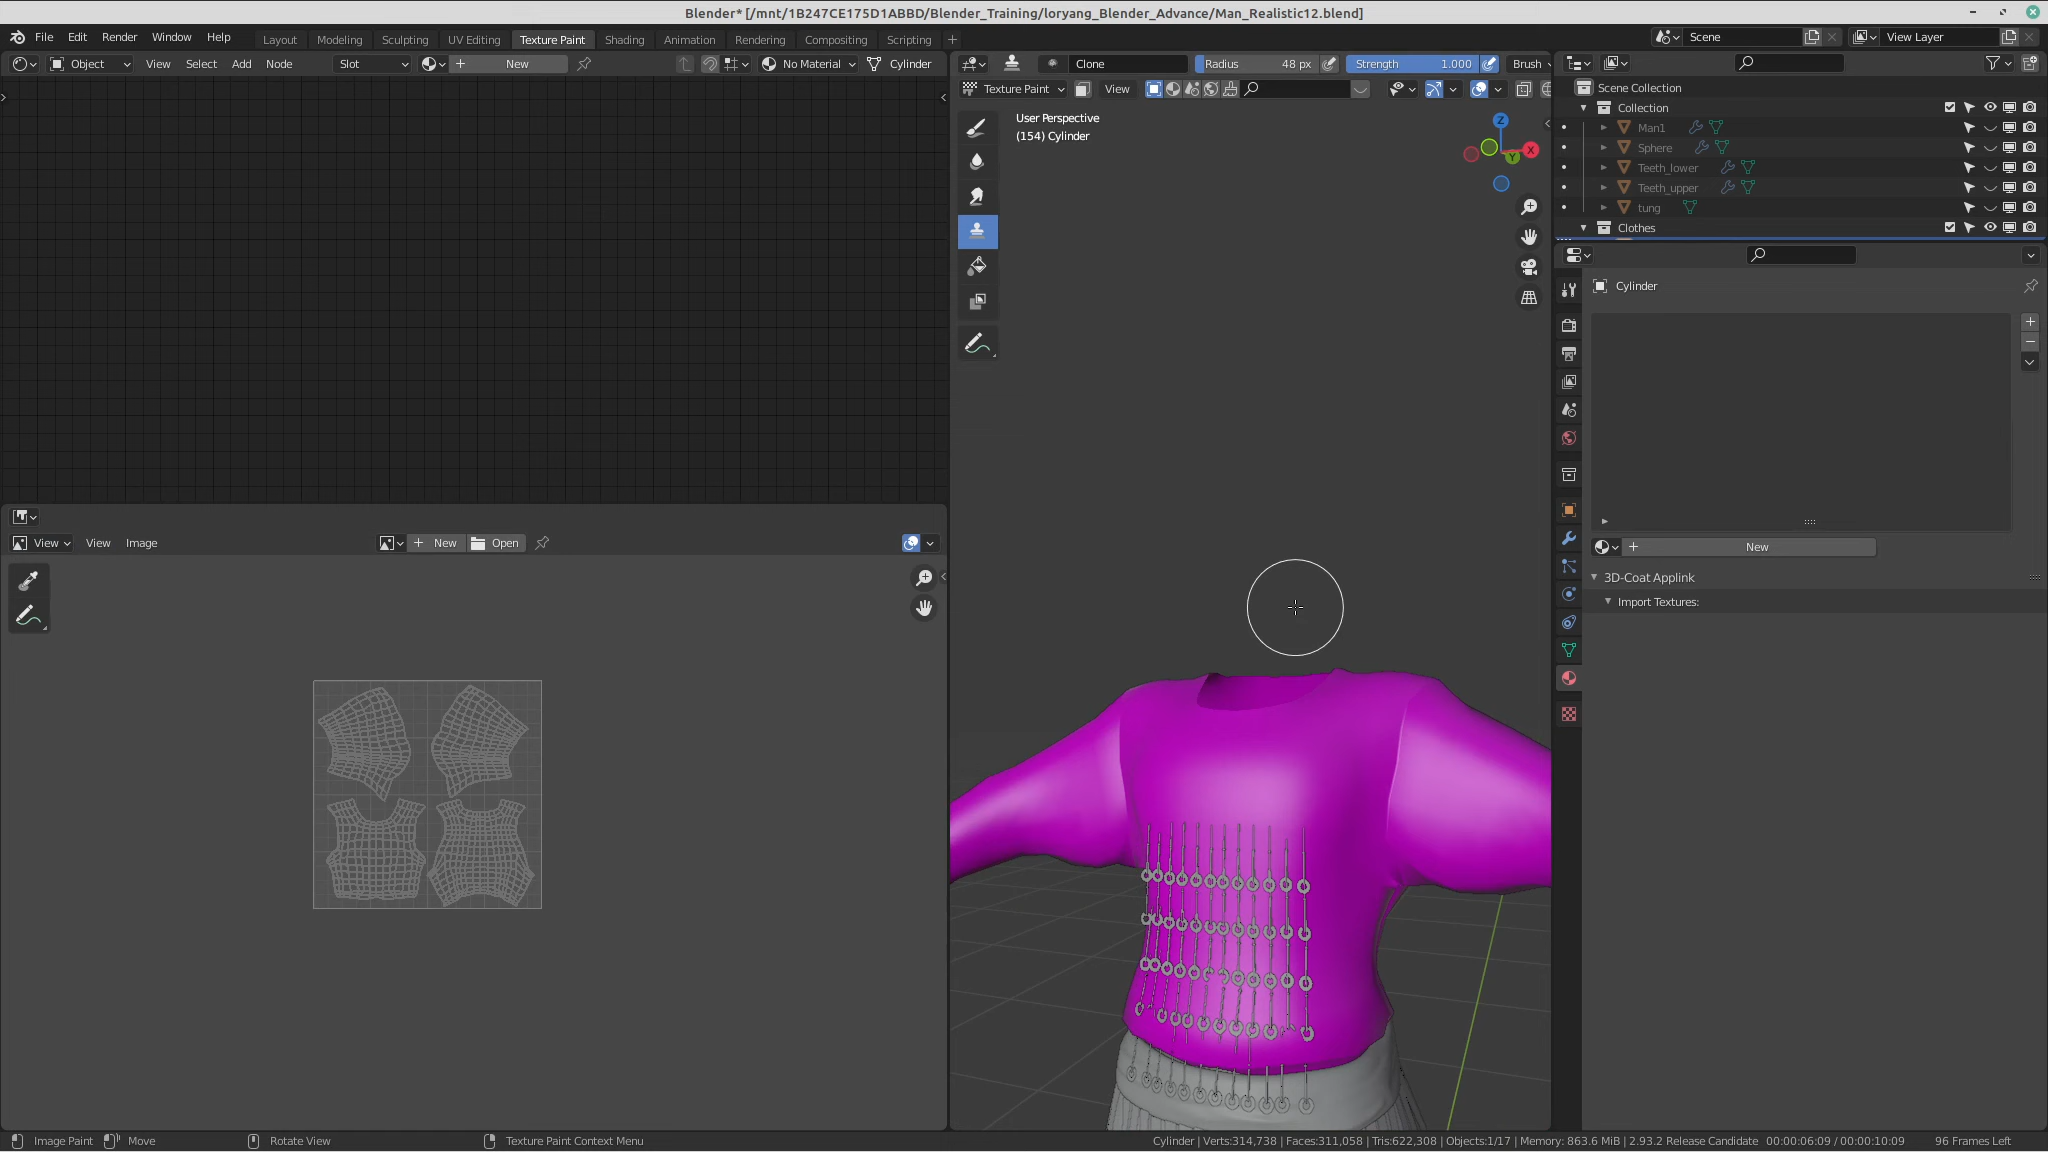 Blender* [/mnt/1B247CE175D1ABBD/Blender_Training/loryang_Blender_Advance/Man_Realistic12.blend]
File Edit Render Window Help Layout Modeling Sculpting UV Editing Texture Paint Shading Animation Rendering Compositing Scripting + Scene View Layer
Object View Select Add Node Slot New No Material Cylinder
Clone Radius 48 px Strength 1.000 Brush
Texture Paint View
User Perspective
(154) Cylinder
Z
X
Y
Scene Collection
Collection
Man1
Sphere
Teeth_lower
Teeth_upper
tung
Clothes
Cylinder
New
3D-Coat Applink
Import Textures:
View View Image New Open
Image Paint Move Rotate View Texture Paint Context Menu
Cylinder | Verts:314,738 | Faces:311,058 | Tris:622,308 | Objects:1/17 | Memory: 863.6 MiB | 2.93.2 Release Candidate 00:00:06:09 / 00:00:10:09 96 Frames Left